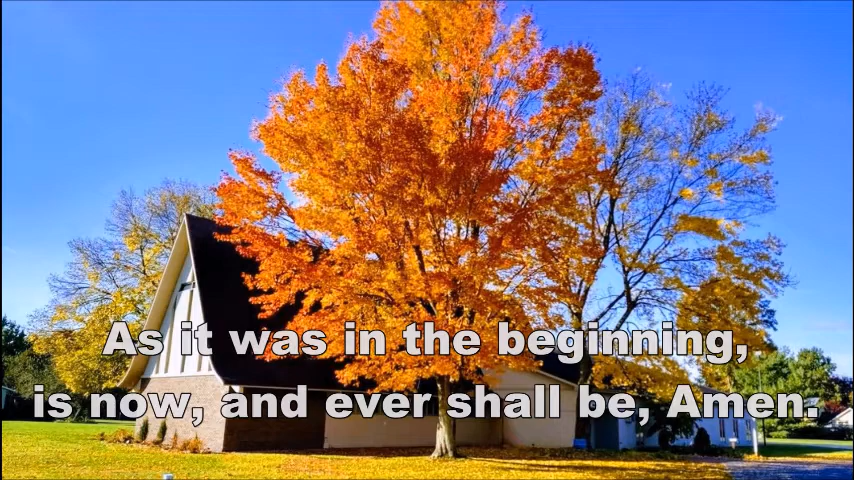 As it was in the beginning,
is now, and ever shall be, Amen.